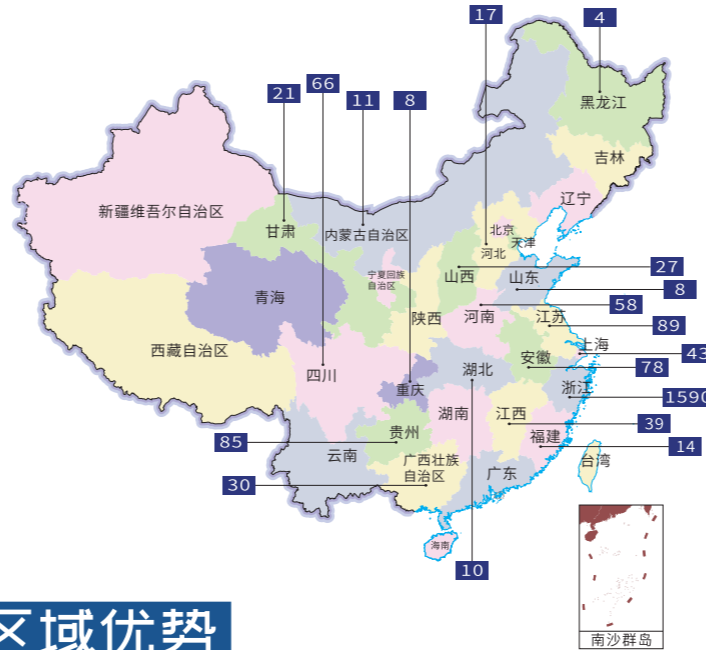 17
4
66
21
11
8
黑龙江
吉林
辽宁
新疆维吾尔自治区
甘肃
内蒙古自治区
北京
天津
河北
宁夏回族
自治区
山西
27
山东
8
青海
58
陕西
河南
江苏
89
西藏自治区
上海
43
安徽
78
四川
湖北
重庆
浙江
1590
湖南
江西
39
贵州
85
福建
14
云南
广西壮族
自治区
台湾
广东
30
海南
10
南沙群岛
区域优势